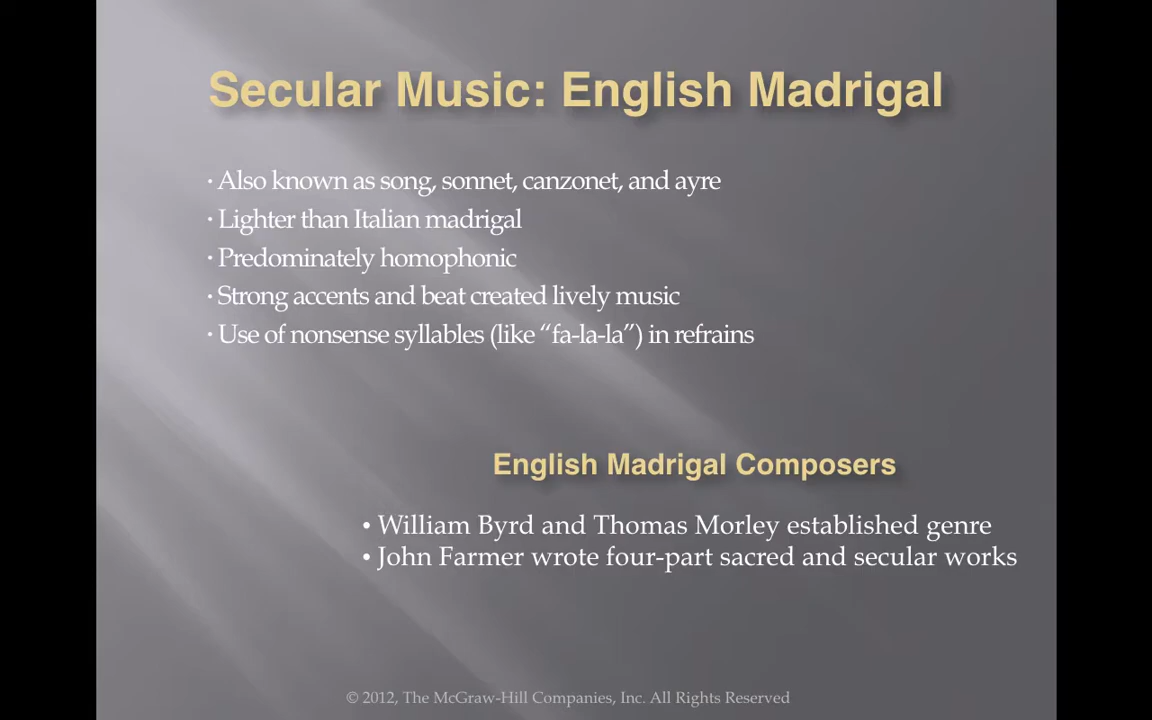 Secular Music: English Madrigal
· Also known as song, sonnet, canzonet, and ayre
· Lighter than Italian madrigal
· Predominately homophonic
· Strong accents and beat created lively music
· Use of nonsense syllables (like “fa-la-la”) in refrains
English Madrigal Composers
• William Byrd and Thomas Morley established genre
• John Farmer wrote four-part sacred and secular works
© 2012, The McGraw-Hill Companies, Inc. All Rights Reserved